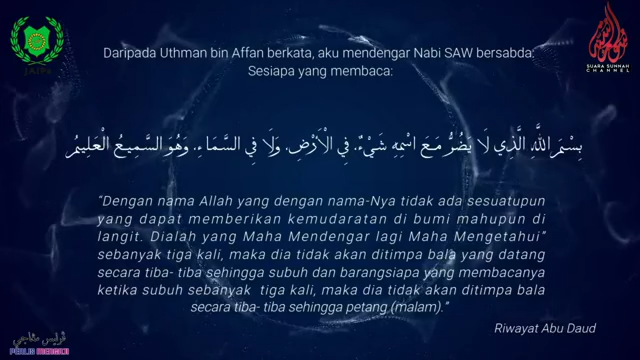 JAIPs
SUARA SUNNAH
CHANNEL
Daripada Uthman bin Affan berkata, aku mendengar Nabi SAW bersabda:
Sesiapa yang membaca:
بِسْمِ اللَّهِ الَّذِي لَا يَضُرُّ مَعَ اسْمِهِ شَيْءٌ، فِي الْأَرْضِ، وَلَا فِي السَّمَاءِ، وَهُوَ السَّمِيعُ الْعَلِيمُ
“Dengan nama Allah yang dengan nama-Nya tidak ada sesuatupun
yang dapat memberikan kemudaratan di bumi mahupun di
langit. Dialah yang Maha Mendengar lagi Maha Mengetahui”
sebanyak tiga kali, maka dia tidak akan ditimpa bala yang datang
secara tiba- tiba sehingga subuh dan barangsiapa yang membacanya
ketika subuh sebanyak tiga kali, maka dia tidak akan ditimpa bala
secara tiba- tiba sehingga petang (malam).”
Riwayat Abu Daud
ڤرليس مڠاجي
PERLIS MENGAJI